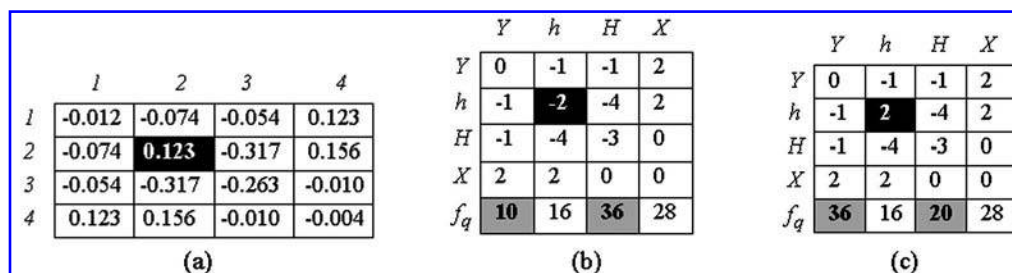 1 2 3 4
1 -0.012 -0.074 -0.054 0.123
2 -0.074 0.123 -0.317 0.156
3 -0.054 -0.317 -0.263 -0.010
4 0.123 0.156 -0.010 -0.004
(a)
Y h H X
Y 0 -1 -1 2
h -1 -2 -4 2
H -1 -4 -3 0
X 2 2 0 0
fq 10 16 36 28
(b)
Y h H X
Y 0 -1 -1 2
h -1 2 -4 2
H -1 -4 -3 0
X 2 2 0 0
fq 36 16 20 28
(c)